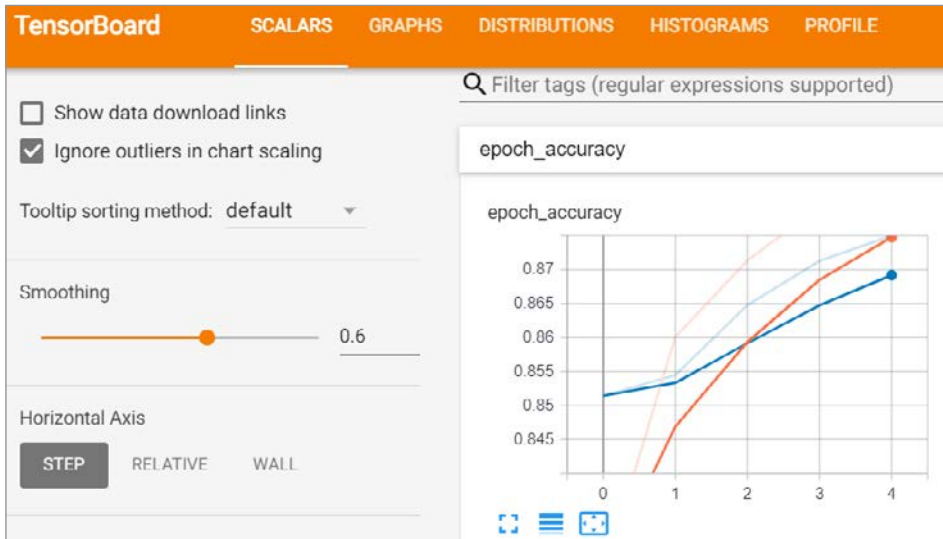 TensorBoard SCALARS GRAPHS DISTRIBUTIONS HISTOGRAMS PROFILE
Show data download links
Ignore outliers in chart scaling
Tooltip sorting method: default
Smoothing
0.6
Horizontal Axis
STEP RELATIVE WALL
Filter tags (regular expressions supported)
epoch_accuracy
epoch_accuracy
0.87
0.865
0.86
0.855
0.85
0.845
0 1 2 3 4